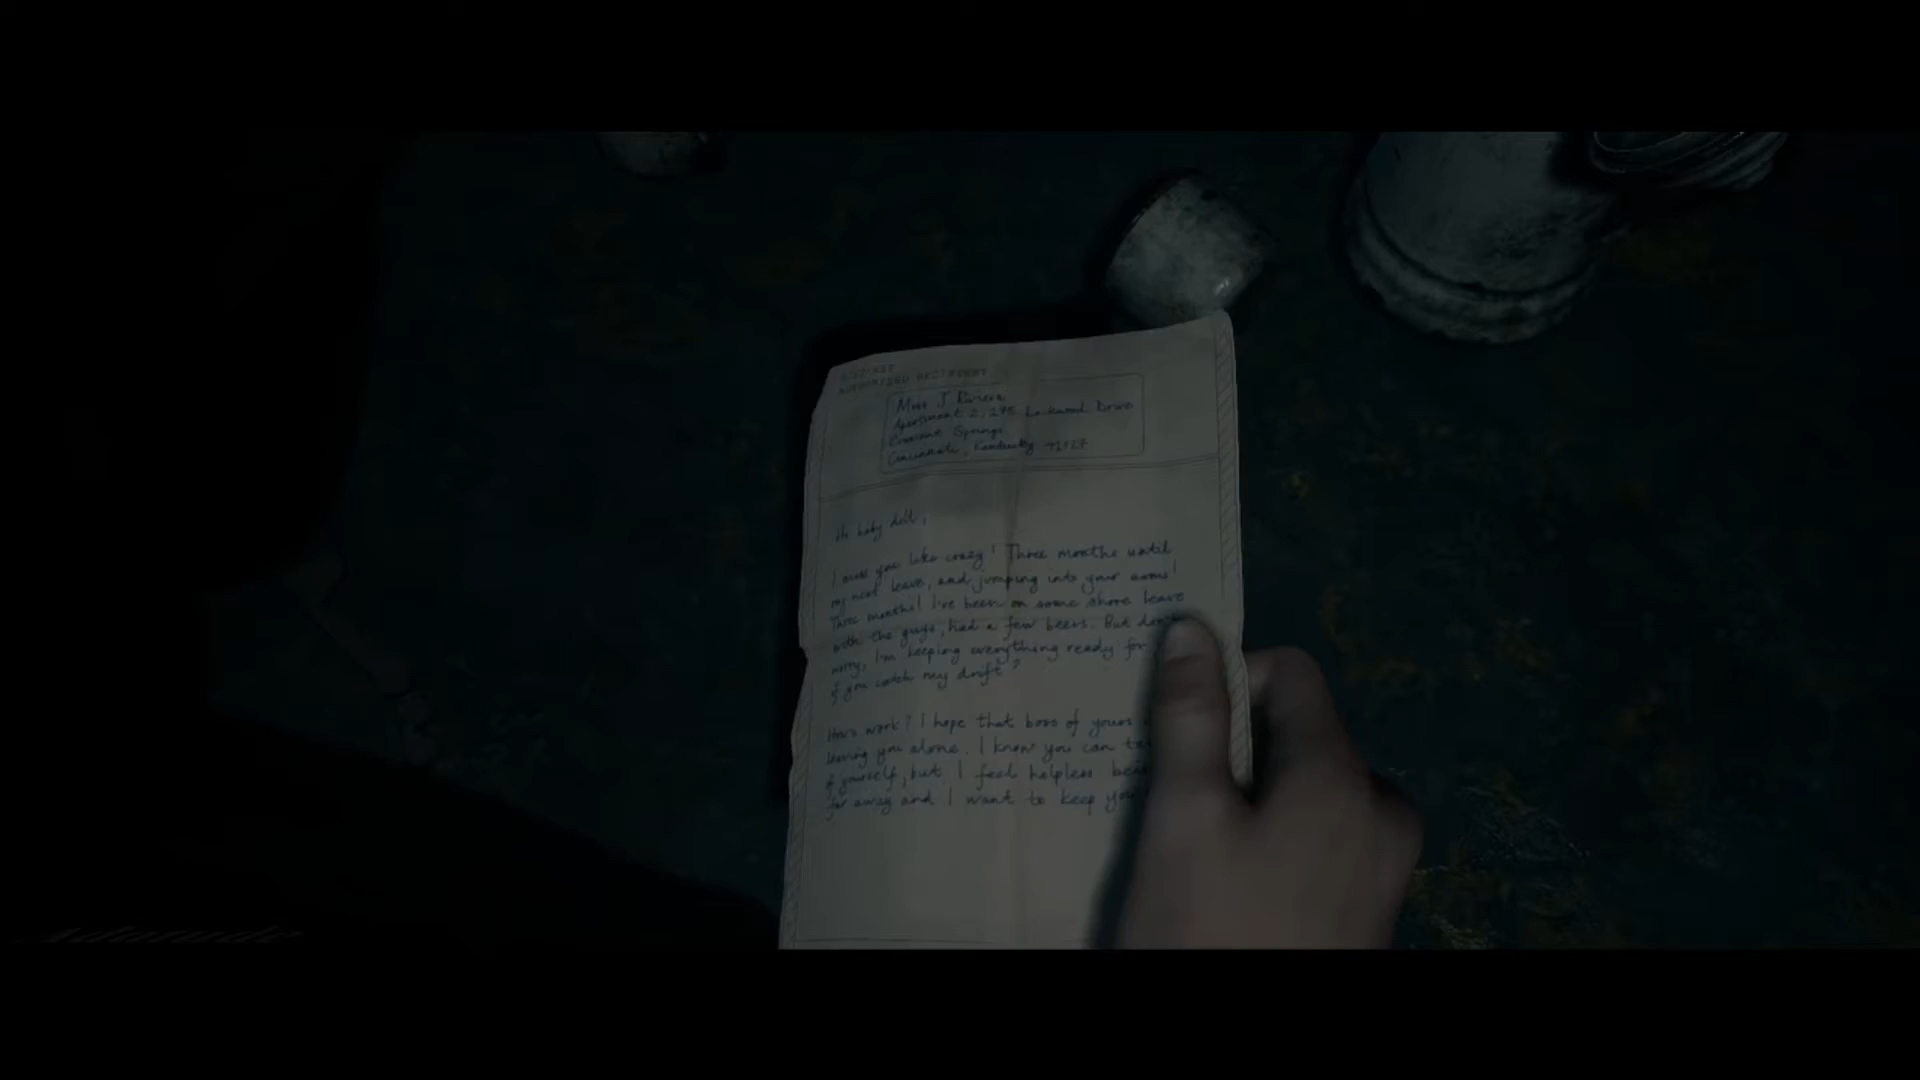 RECIPIENT
Miss J Riviera
Apartment 2, 295 Lockwood Drive
Crescent Springs
Cincinnati, Kentucky
Hi baby doll,
I miss you like crazy! Three months until
my next leave, and jumping into your arms!
Three months! I've been on some shore leave
with the guys, had a few beers. But don't
worry, I'm keeping everything ready for
if you catch my drift?
How's work? I hope that boss of yours
leaving you alone. I know you can
of yourself, but I feel helpless
far away and I want to keep you